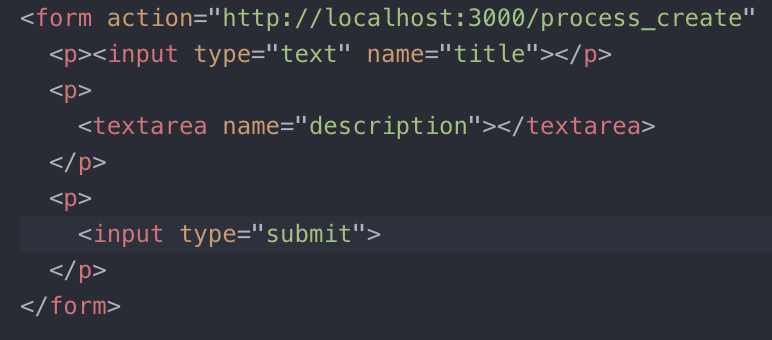 <form action="http://localhost:3000/process_create"
<p><input type="text" name="title"></p>
<p>
<textarea name="description"></textarea>
</p>
<p>
<input type="submit">
</p>
</form>